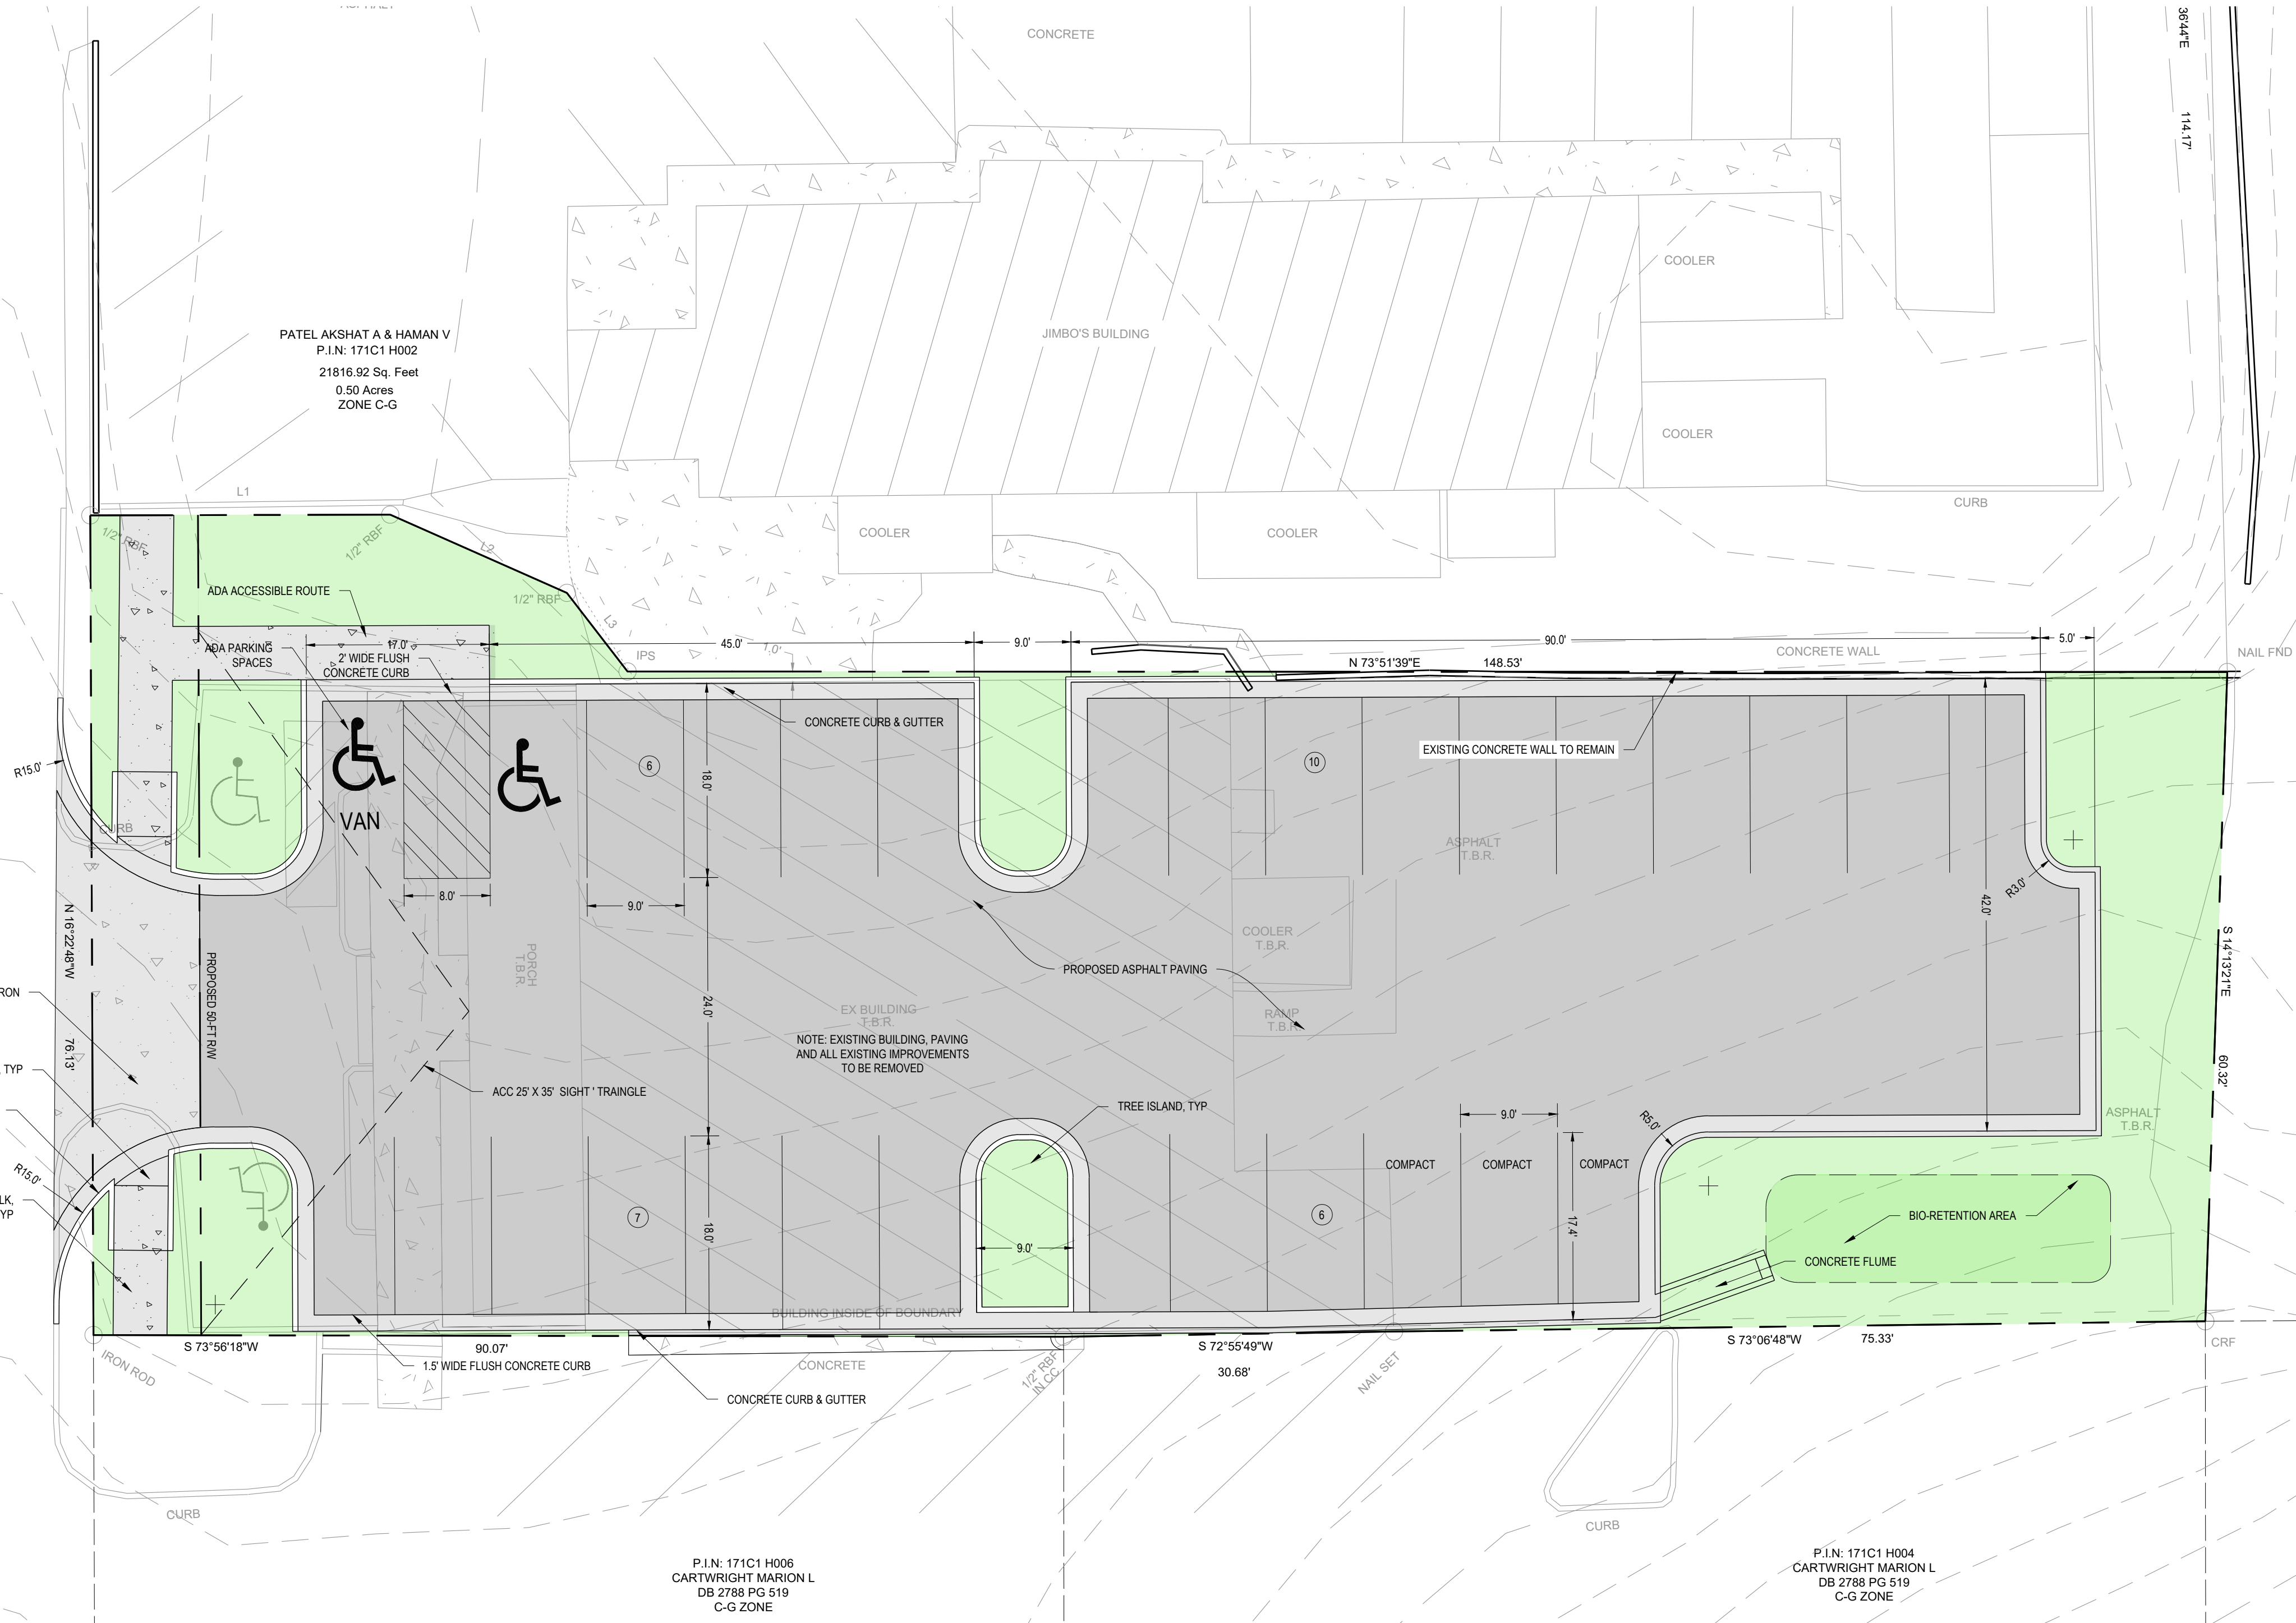 CONCRETE
36'44"E
114.17'
COOLER
PATEL AKSHAT A & HAMAN V
P.I.N: 171C1 H002
21816.92 Sq. Feet
0.50 Acres
ZONE C-G
JIMBO'S BUILDING
COOLER
L1
CURB
1/2" RBF
1/2" RBF
L2
COOLER
COOLER
ADA ACCESSIBLE ROUTE
1/2" RBF
L3
ADA PARKING
SPACES
17.0'
2' WIDE FLUSH
CONCRETE CURB
45.0'
1.0'
9.0'
90.0'
5.0'
IPS
N 73°51'39"E
148.53'
CONCRETE WALL
NAIL FND
CONCRETE CURB & GUTTER
EXISTING CONCRETE WALL TO REMAIN
R15.0'
6
18.0'
10
VAN
CURB
ASPHALT
T.B.R.
8.0'
9.0'
R3.0'
42.0'
N 16°22'48"W
76.13'
PROPOSED 50-FT R/W
PORCH
T.B.R.
COOLER
T.B.R.
S 14°13'21"E
60.32'
PROPOSED ASPHALT PAVING
RON
24.0'
EX BUILDING
T.B.R.
RAMP
T.B.R.
NOTE: EXISTING BUILDING, PAVING
AND ALL EXISTING IMPROVEMENTS
TO BE REMOVED
TYP
ACC 25' X 35' SIGHT ' TRAINGLE
TREE ISLAND, TYP
9.0'
R5.0'
ASPHALT
T.B.R.
COMPACT
COMPACT
COMPACT
R15.0'
LK,
YP
7
18.0'
9.0'
6
17.4'
BIO-RETENTION AREA
CONCRETE FLUME
BUILDING INSIDE OF BOUNDARY
S 73°56'18"W
90.07'
S 72°55'49"W
30.68'
S 73°06'48"W
75.33'
CRF
IRON ROD
1.5' WIDE FLUSH CONCRETE CURB
CONCRETE
1/2" RBF
IN CC
NAIL SET
CONCRETE CURB & GUTTER
CURB
CURB
P.I.N: 171C1 H006
CARTWRIGHT MARION L
DB 2788 PG 519
C-G ZONE
P.I.N: 171C1 H004
CARTWRIGHT MARION L
DB 2788 PG 519
C-G ZONE
COOLER